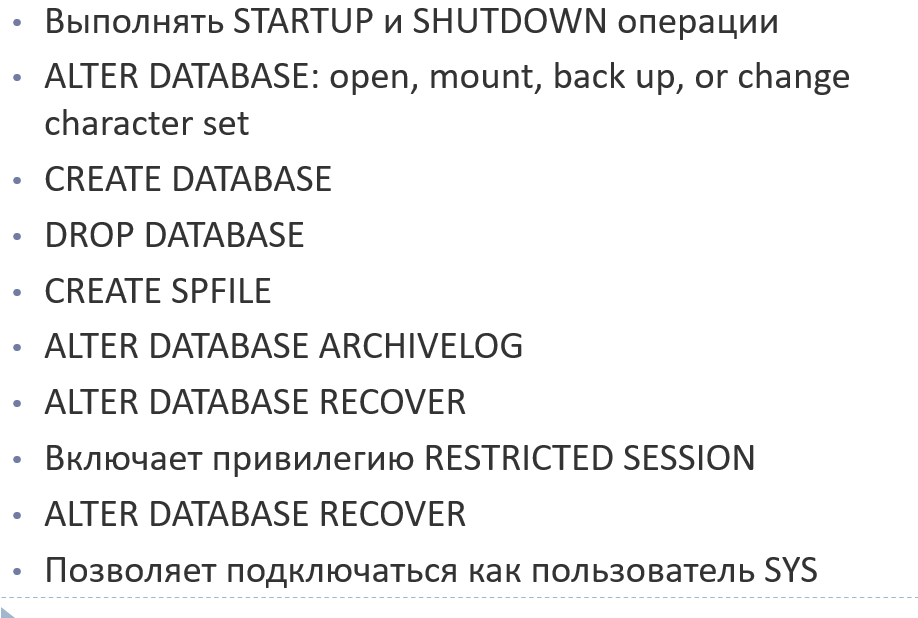 • Выполнять STARTUP и SHUTDOWN операции
• ALTER DATABASE: open, mount, back up, or change
character set
• CREATE DATABASE
• DROP DATABASE
• CREATE SPFILE
• ALTER DATABASE ARCHIVELOG
• ALTER DATABASE RECOVER
• Включает привилегию RESTRICTED SESSION
• ALTER DATABASE RECOVER
• Позволяет подключаться как пользователь SYS